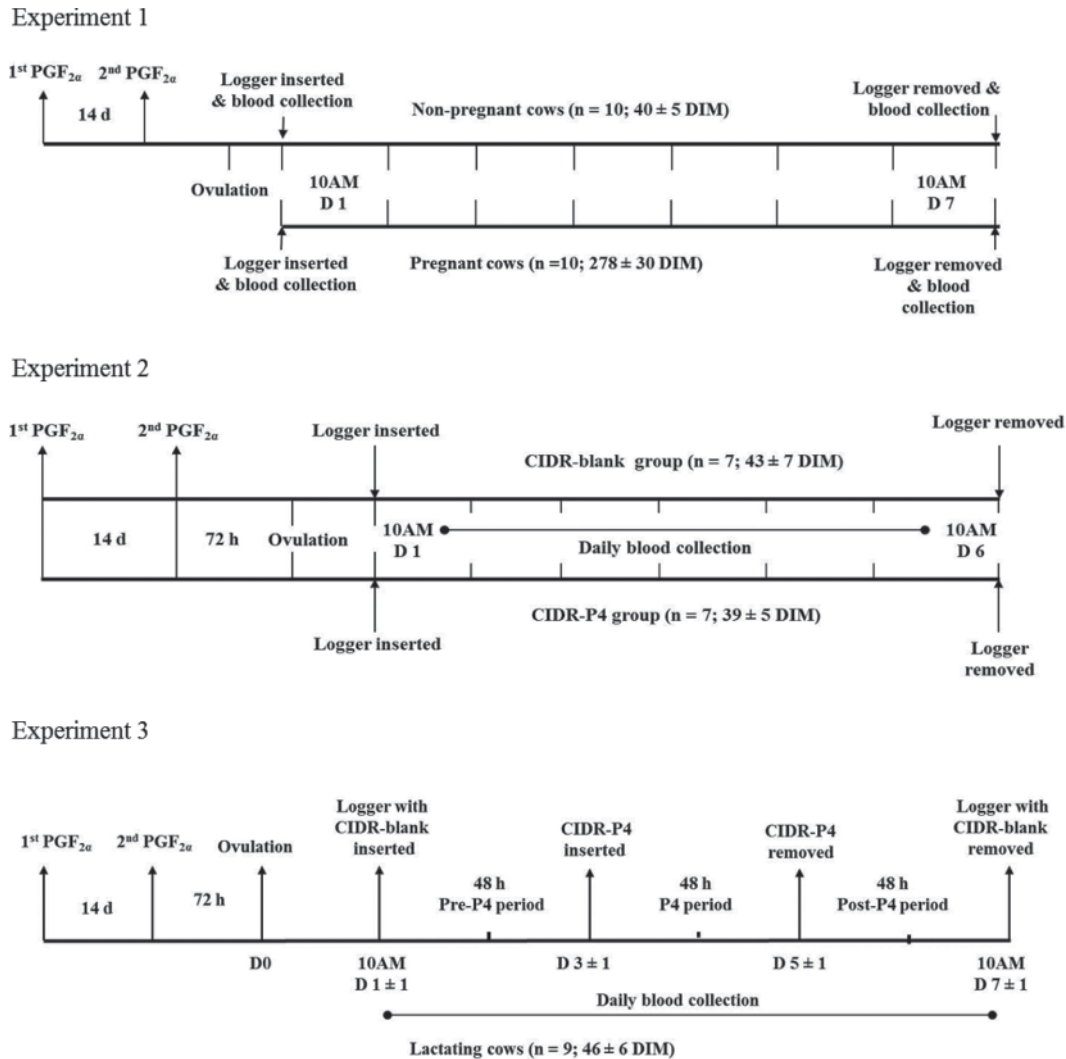 Experiment 1
1st PGF2α 2nd PGF2α
14 d
Logger inserted
& blood collection
Non-pregnant cows (n = 10; 40 ± 5 DIM)
Logger removed &
blood collection
Ovulation
10AM
D 1
10AM
D 7
Logger inserted
& blood collection
Pregnant cows (n =10; 278 ± 30 DIM)
Logger removed
& blood
collection
Experiment 2
1st PGF2α
2nd PGF2α
Logger inserted
CIDR-blank group (n = 7; 43 ± 7 DIM)
Logger removed
14 d
72 h
Ovulation
10AM
D 1
Daily blood collection
10AM
D 6
Logger inserted
CIDR-P4 group (n = 7; 39 ± 5 DIM)
Logger
removed
Experiment 3
1st PGF2α
2nd PGF2α
Ovulation
Logger with
CIDR-blank
inserted
CIDR-P4
inserted
CIDR-P4
removed
Logger with
CIDR-blank
removed
14 d
72 h
48 h
Pre-P4 period
48 h
P4 period
48 h
Post-P4 period
D0
10AM
D 1 ± 1
D 3 ± 1
D 5 ± 1
10AM
D 7 ± 1
Daily blood collection
Lactating cows (n = 9; 46 ± 6 DIM)